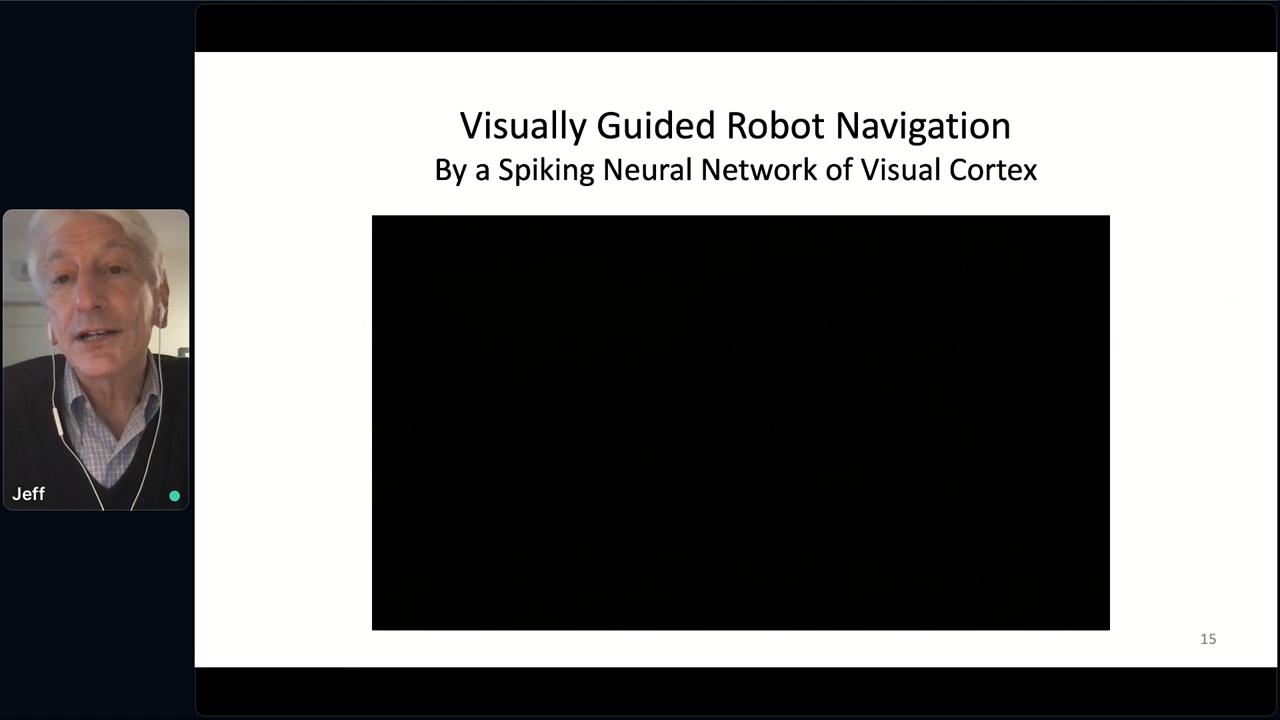 Visually Guided Robot Navigation
By a Spiking Neural Network of Visual Cortex
Jeff
15